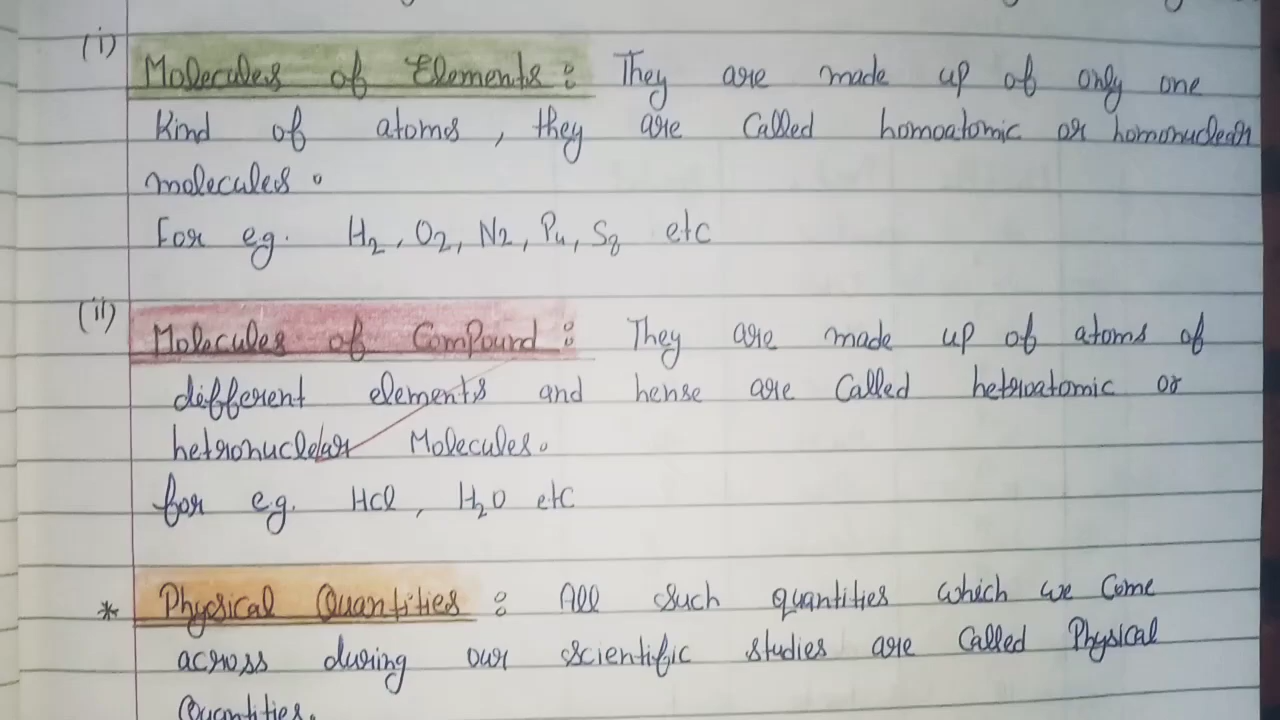 (i) Molecules of Elements : They are made up of only one
Kind of atoms , they are Called homoatomic or homonuclear
molecules .
For eg. H₂ , O₂ , N₂ , P₄ , S₈ etc
(ii) Molecules of Compound : They are made up of atoms of
different elements and hense are Called hetroatomic or
hetronuclear Molecules .
for eg. HCl , H₂O etc
* Physical Quantities : All such quantities which we Come
across during our scientific studies are Called Physical
Quantities .